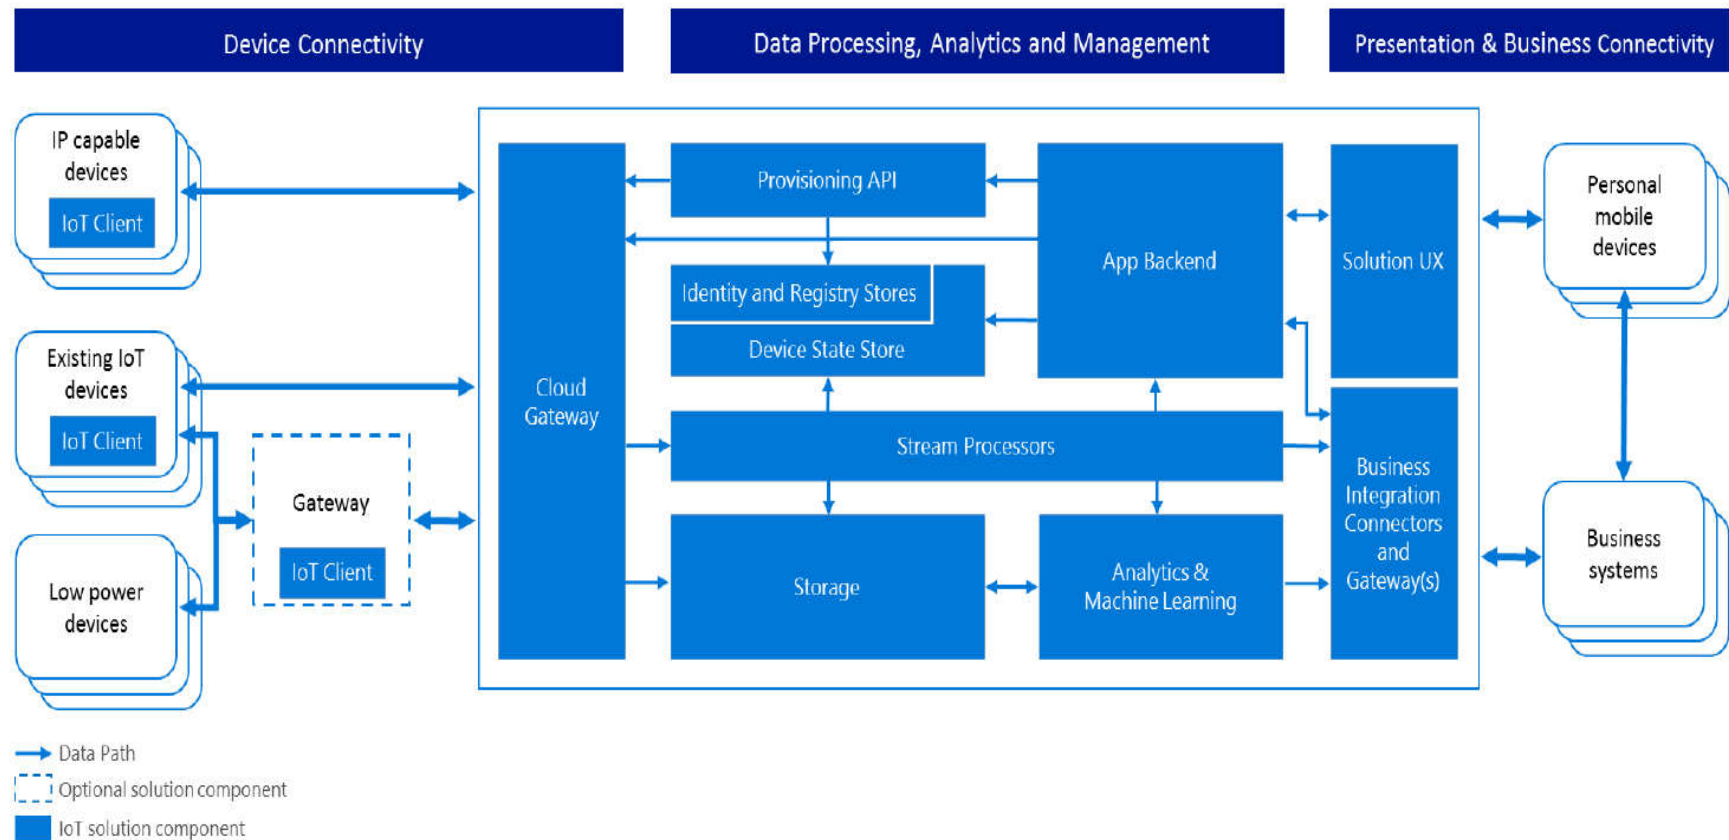 Device Connectivity
Data Processing, Analytics and Management
Presentation & Business Connectivity
IP capable
devices
IoT Client
Existing IoT
devices
IoT Client
Low power
devices
Gateway
IoT Client
Cloud
Gateway
Provisioning API
Identity and Registry Stores
Device State Store
App Backend
Stream Processors
Storage
Analytics &
Machine Learning
Solution UX
Business
Integration
Connectors
and
Gateway(s)
Personal
mobile
devices
Business
systems
Data Path
Optional solution component
IoT solution component